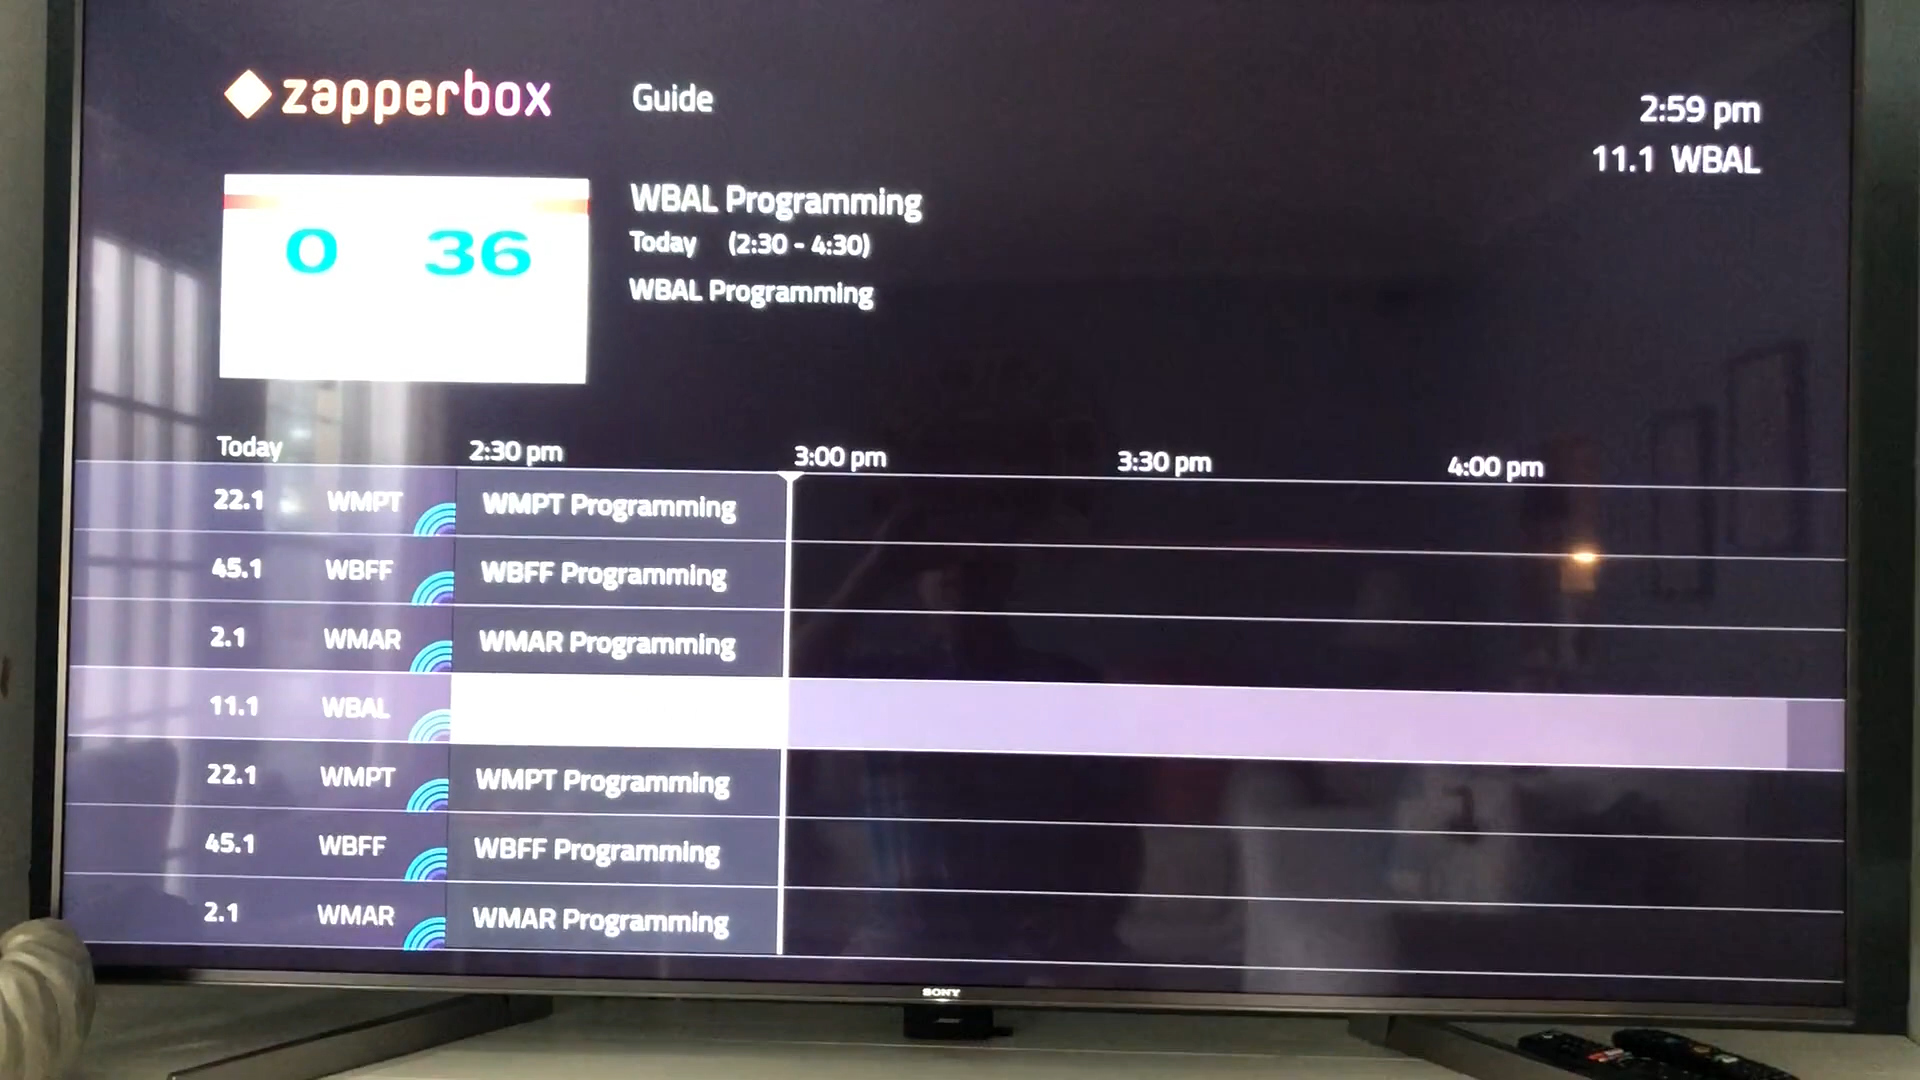 zapperbox
Guide
2:59 pm
11.1 WBAL
0 36
WBAL Programming
Today (2:30 - 4:30)
WBAL Programming
Today 2:30 pm 3:00 pm 3:30 pm 4:00 pm
22.1 WMPT WMPT Programming
45.1 WBFF WBFF Programming
2.1 WMAR WMAR Programming
11.1 WBAL
22.1 WMPT WMPT Programming
45.1 WBFF WBFF Programming
2.1 WMAR WMAR Programming
SONY